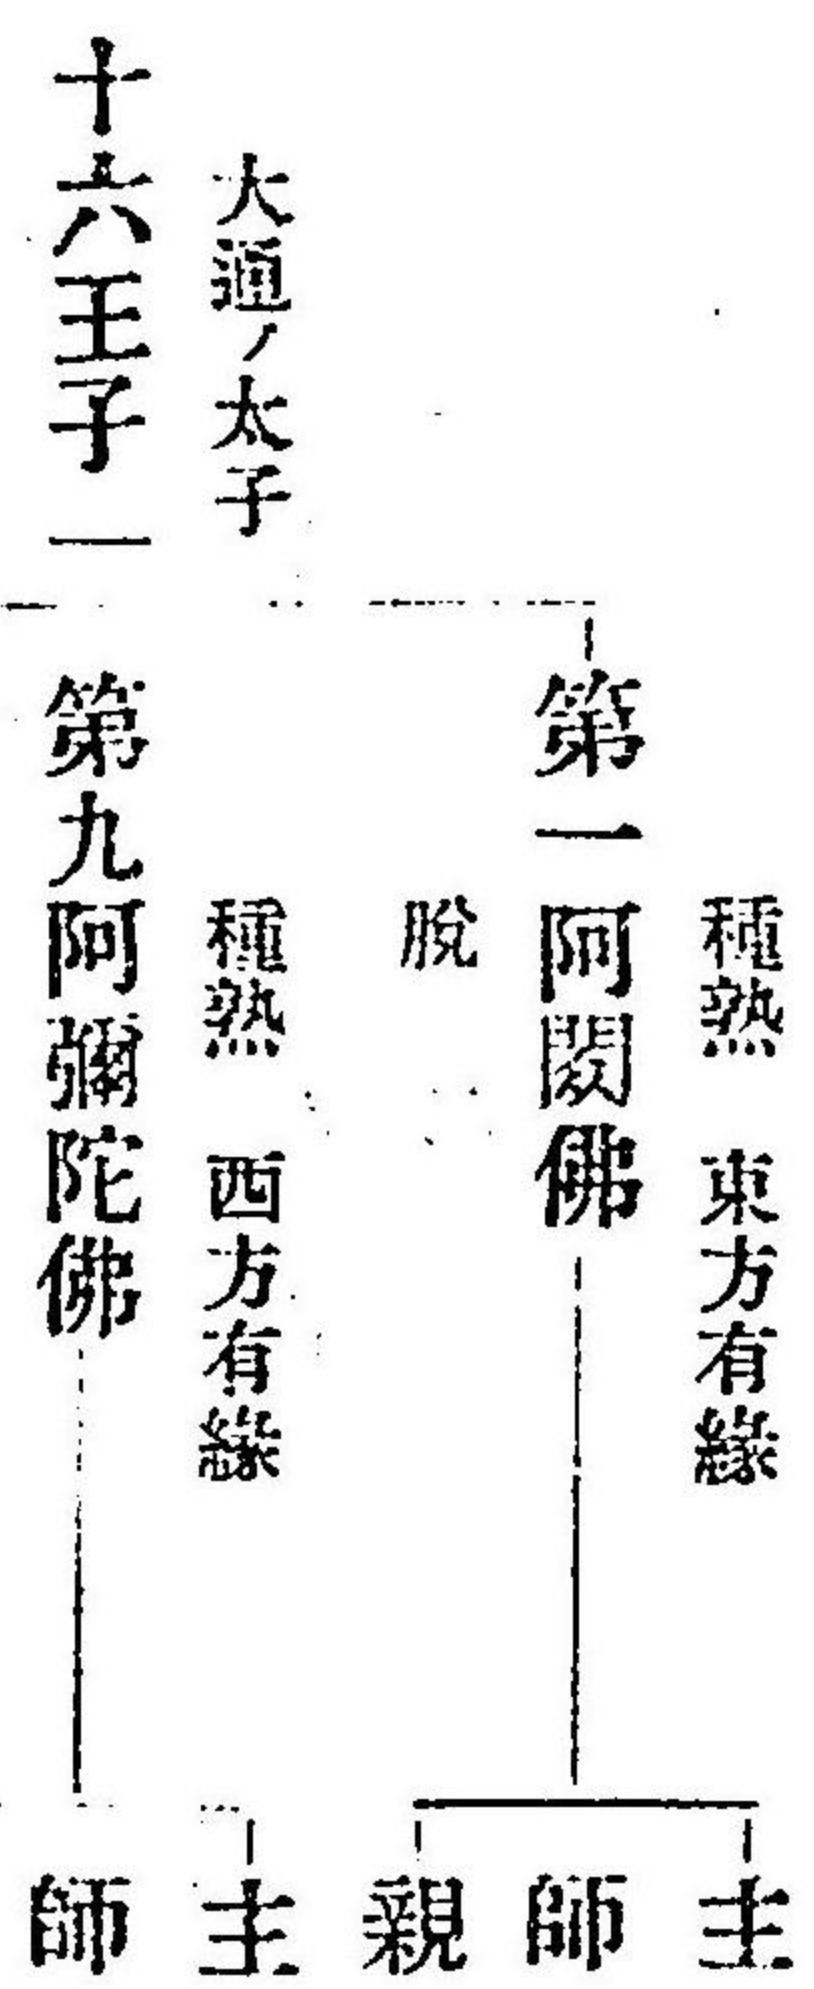 大通ノ太子
十六王子
種熟 東方有緣
第一阿閦佛
脫
主
師
親
種熟 西方有緣
第九阿彌陀佛
主
師